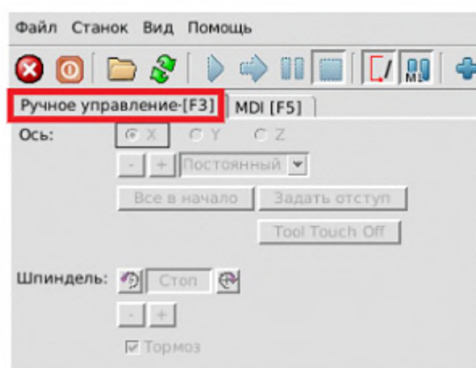 Файл Станок Вид Помощь
Ручное управление-[F3] MDI [F5]
Ось: X Y Z
- + Постоянный
Все в начало Задать отступ
Tool Touch Off
Шпиндель: Стоп
- +
Тормоз